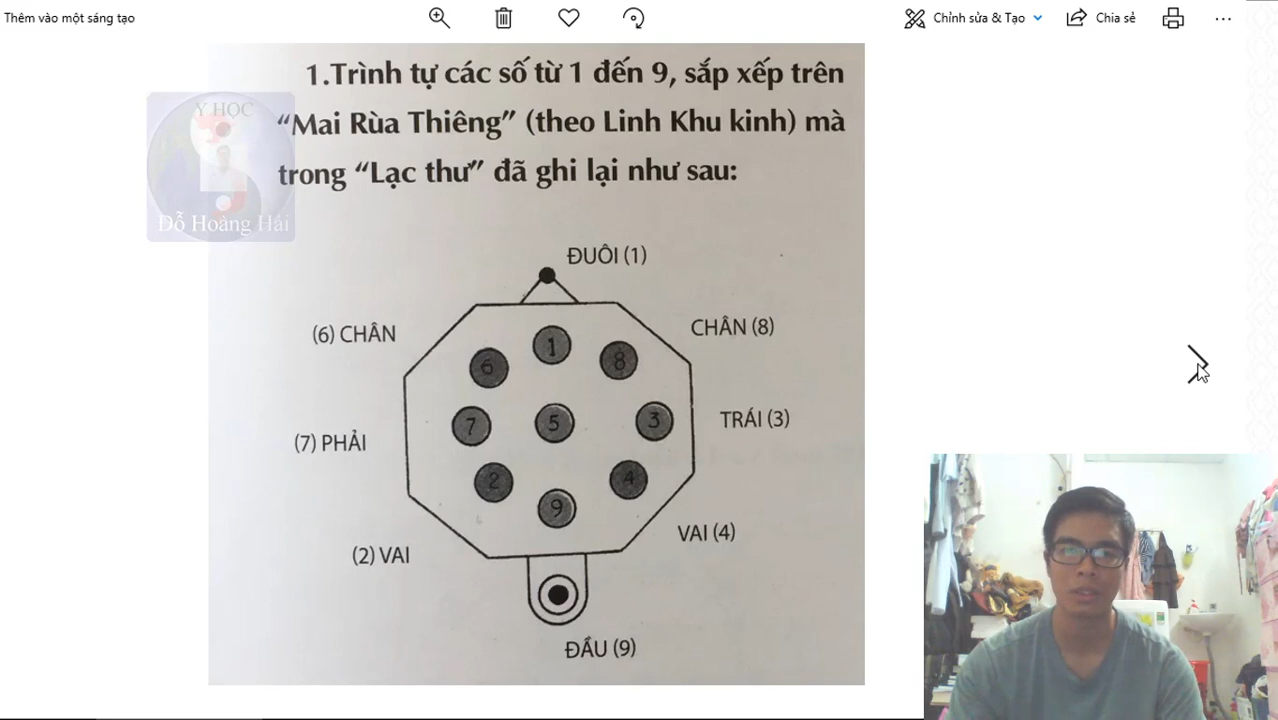 Thêm vào một sáng tạo
Chỉnh sửa & Tạo
Chia sẻ
1.Trình tự các số từ 1 đến 9, sắp xếp trên
“Mai Rùa Thiêng” (theo Linh Khu kinh) mà
trong “Lạc thư” đã ghi lại như sau:
Y HỌC
Đỗ Hoàng Hải
ĐUÔI (1)
(6) CHÂN
CHÂN (8)
1
6
8
7
5
3
(7) PHẢI
TRÁI (3)
2
4
9
(2) VAI
VAI (4)
ĐẦU (9)